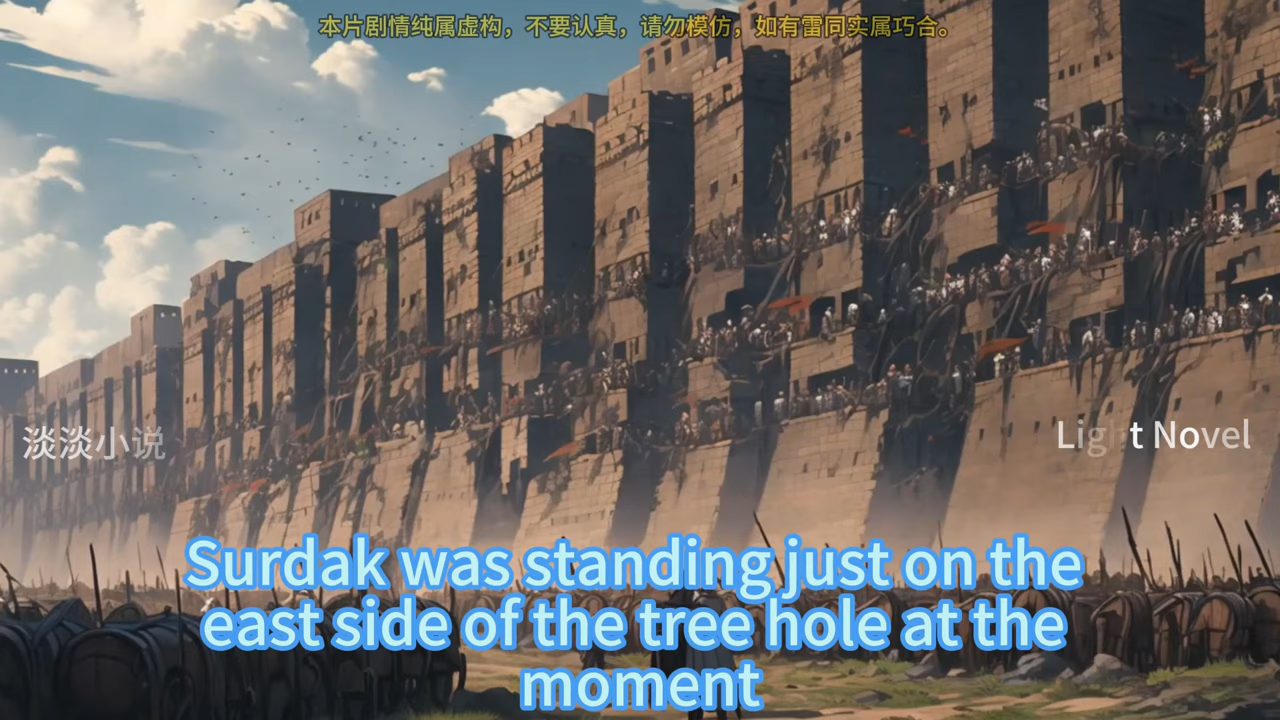 本片剧情纯属虚构，不要认真，请勿模仿，如有雷同实属巧合。
淡淡小说
Light Novel
Surdak was standing just on the
east side of the tree hole at the
moment